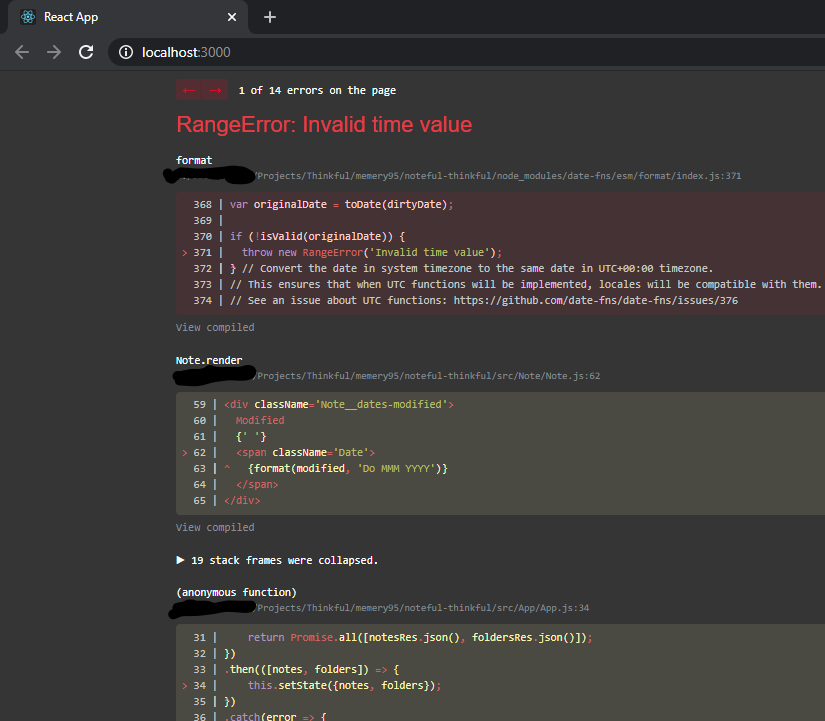 React App
localhost:3000
← → 1 of 14 errors on the page
RangeError: Invalid time value
format
/Projects/Thinkful/memery95/noteful-thinkful/node_modules/date-fns/esm/format/index.js:371
368 | var originalDate = toDate(dirtyDate);
369 |
370 | if (!isValid(originalDate)) {
> 371 |   throw new RangeError('Invalid time value');
372 | } // Convert the date in system timezone to the same date in UTC+00:00 timezone.
373 | // This ensures that when UTC functions will be implemented, locales will be compatible with them.
374 | // See an issue about UTC functions: https://github.com/date-fns/date-fns/issues/376
View compiled
Note.render
/Projects/Thinkful/memery95/noteful-thinkful/src/Note/Note.js:62
59 | <div className='Note__dates-modified'>
60 |   Modified
61 |   {' '}
> 62 |   <span className='Date'>
63 | ^   {format(modified, 'Do MMM YYYY')}
64 |   </span>
65 | </div>
View compiled
▶ 19 stack frames were collapsed.
(anonymous function)
/Projects/Thinkful/memery95/noteful-thinkful/src/App/App.js:34
31 |     return Promise.all([notesRes.json(), foldersRes.json()]);
32 | })
33 | .then(([notes, folders]) => {
> 34 |     this.setState({notes, folders});
35 | })
36 | .catch(error => {